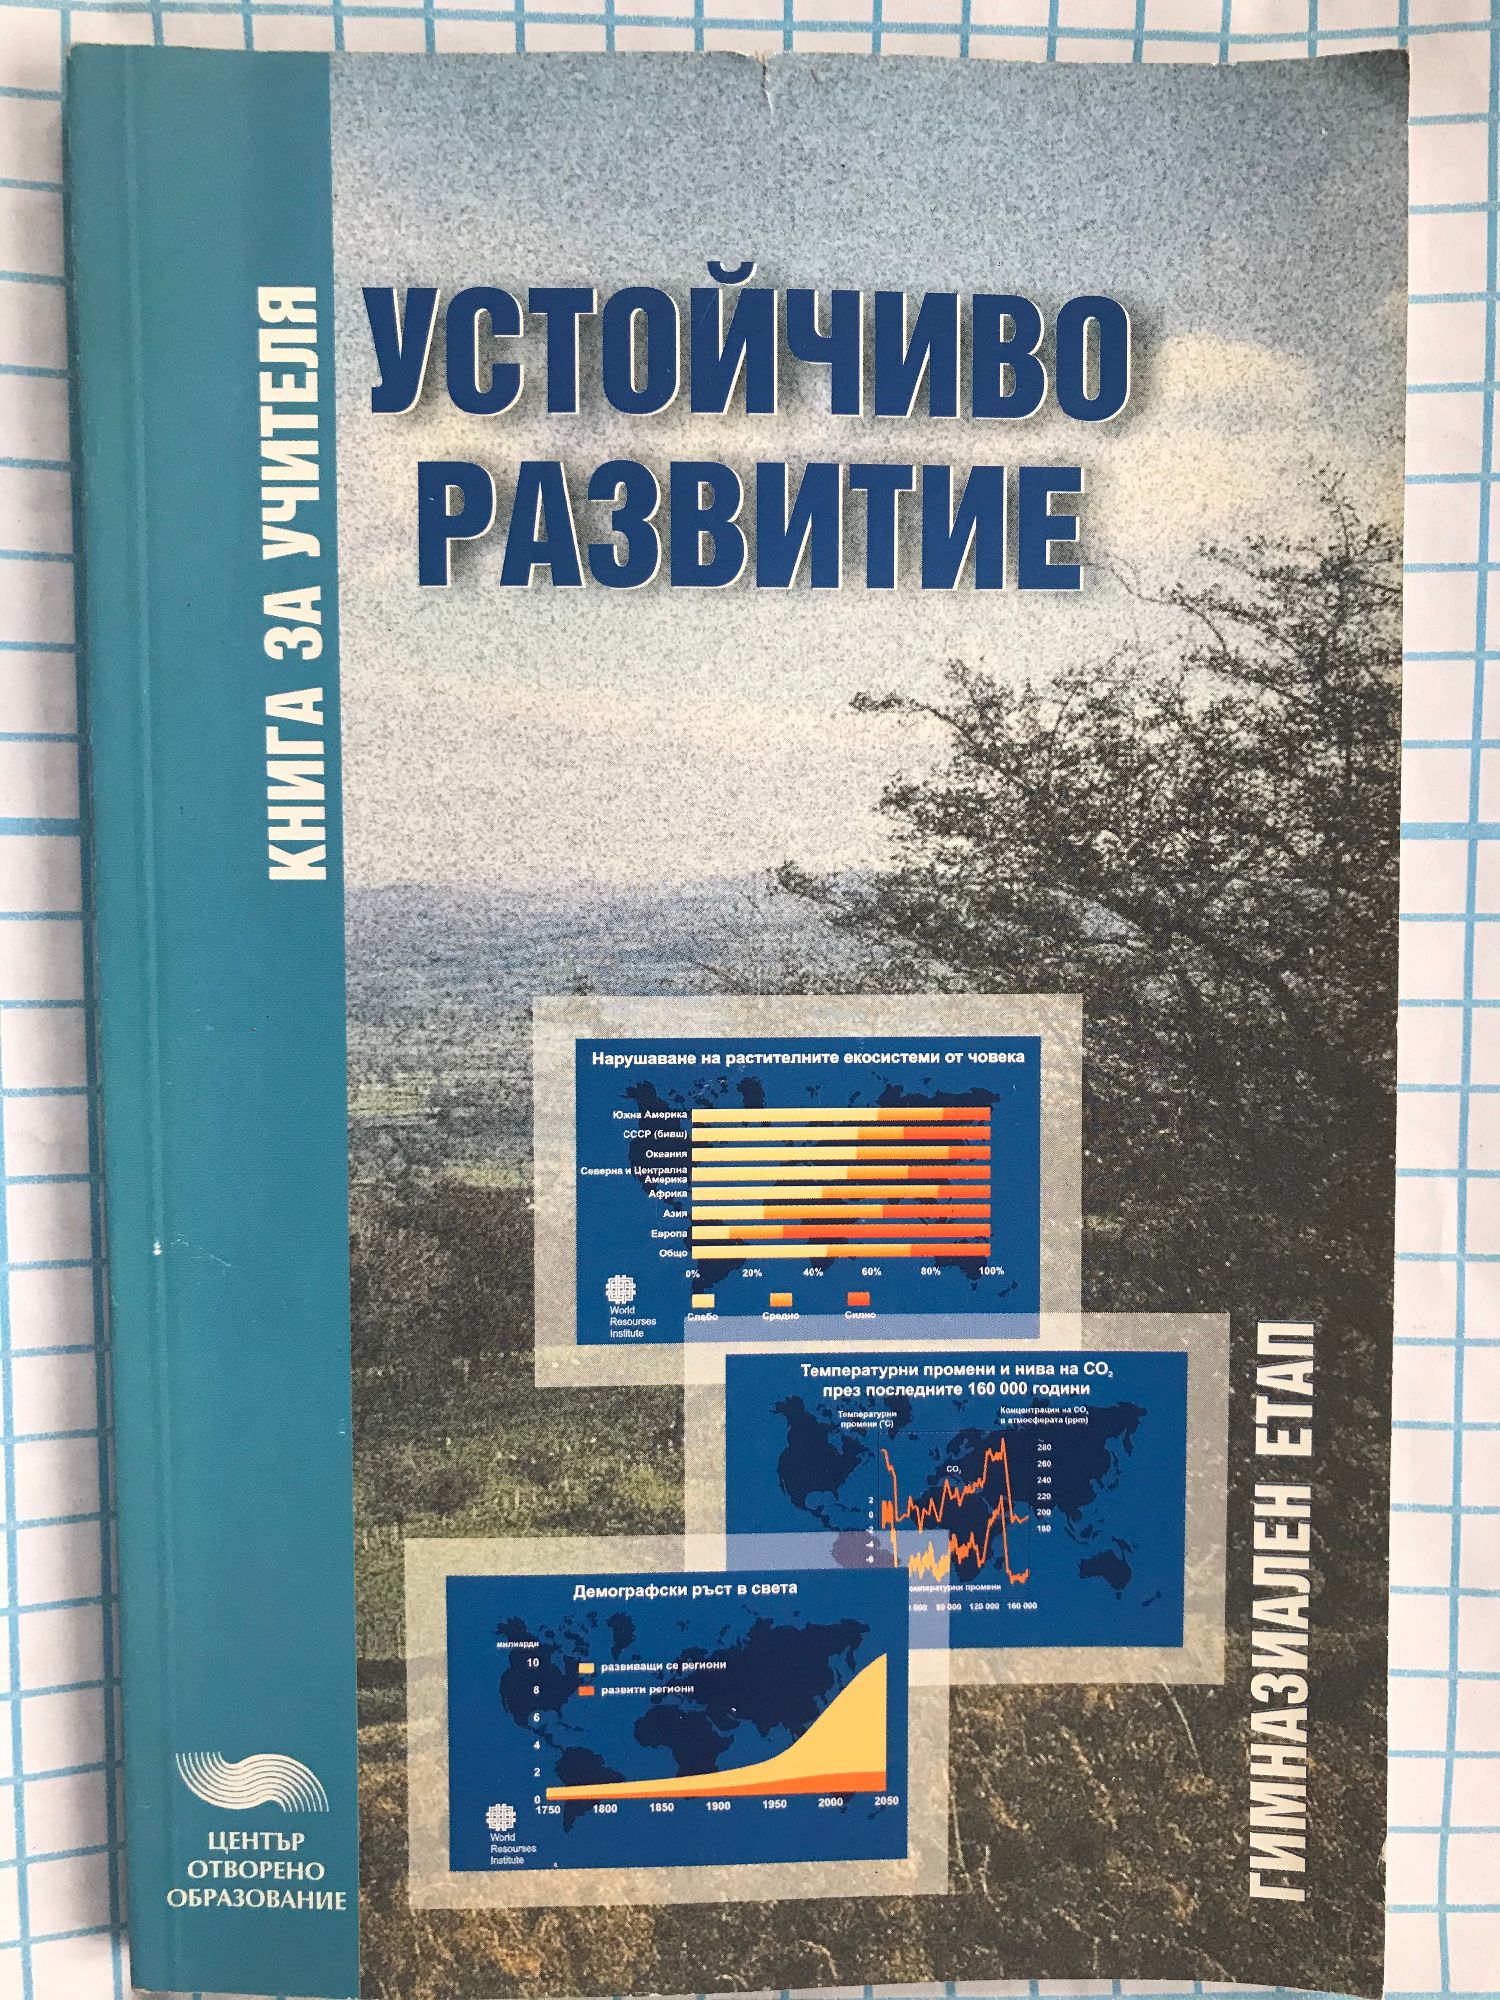 КНИГА ЗА УЧИТЕЛЯ
УСТОЙЧИВО
РАЗВИТИЕ
Нарушаване на растителните екосистеми от човека
Южна Америка
СССР (бивш)
Океания
Северна и Централна
Америка
Африка
Азия
Европа
Общо
0% 20% 40% 60% 80% 100%
Слабо Средно Силно
World
Resourses
Institute
Температурни промени и нива на CO₂
през последните 160 000 години
Температурни
промени (°C)
Концентрация на CO₂
в атмосферата (ppm)
CO₂
280
260
240
220
200
180
2
0
-2
-4
-6
промени
80 000 120 000 160 000
Демографски ръст в света
милиарди
10
8
6
4
2
0
развиващи се региони
развити региони
1750 1800 1850 1900 1950 2000 2050
World
Resourses
Institute
ГИМНАЗИАЛЕН ЕТАП
ЦЕНТЪР
ОТВОРЕНО
ОБРАЗОВАНИЕ